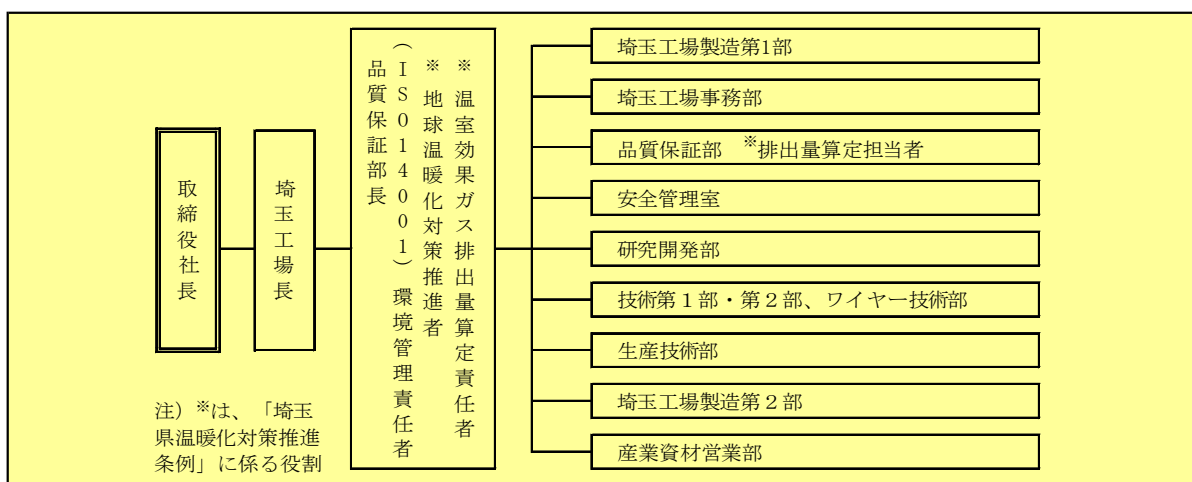 取締役社長
埼玉工場長
※ 温室効果ガス排出量算定責任者
※ 地球温暖化対策推進者
（ＩＳＯ１４００１）環境管理責任者
品質保証部長
埼玉工場製造第1部
埼玉工場事務部
品質保証部 ※排出量算定担当者
安全管理室
研究開発部
技術第１部・第２部、ワイヤー技術部
生産技術部
埼玉工場製造第２部
産業資材営業部
注）※は、「埼玉
県温暖化対策推進
条例」に係る役割